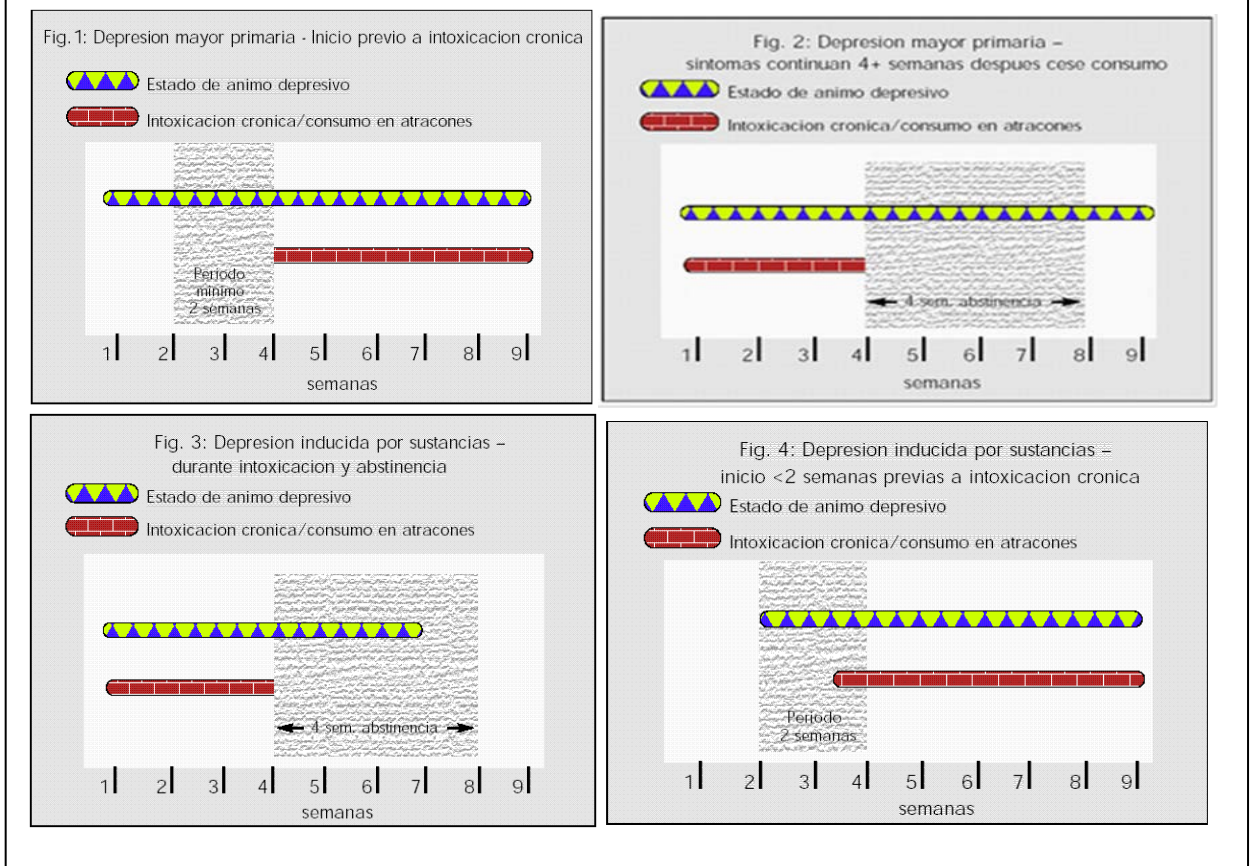 Fig.1: Depresion mayor primaria - Inicio previo a intoxicacion cronica
Estado de animo depresivo
Intoxicacion cronica/consumo en atracones
Periodo
minimo
2 semanas
1 2 3 4 5 6 7 8 9
semanas
Fig. 2: Depresion mayor primaria –
sintomas continuan 4+ semanas despues cese consumo
Estado de animo depresivo
Intoxicacion cronica/consumo en atracones
4 sem. abstinencia
1 2 3 4 5 6 7 8 9
semanas
Fig. 3: Depresion inducida por sustancias –
durante intoxicacion y abstinencia
Estado de animo depresivo
Intoxicacion cronica/consumo en atracones
4 sem. abstinencia
1 2 3 4 5 6 7 8 9
semanas
Fig. 4: Depresion inducida por sustancias –
inicio <2 semanas previas a intoxicacion cronica
Estado de animo depresivo
Intoxicacion cronica/consumo en atracones
Periodo
2 semanas
1 2 3 4 5 6 7 8 9
semanas